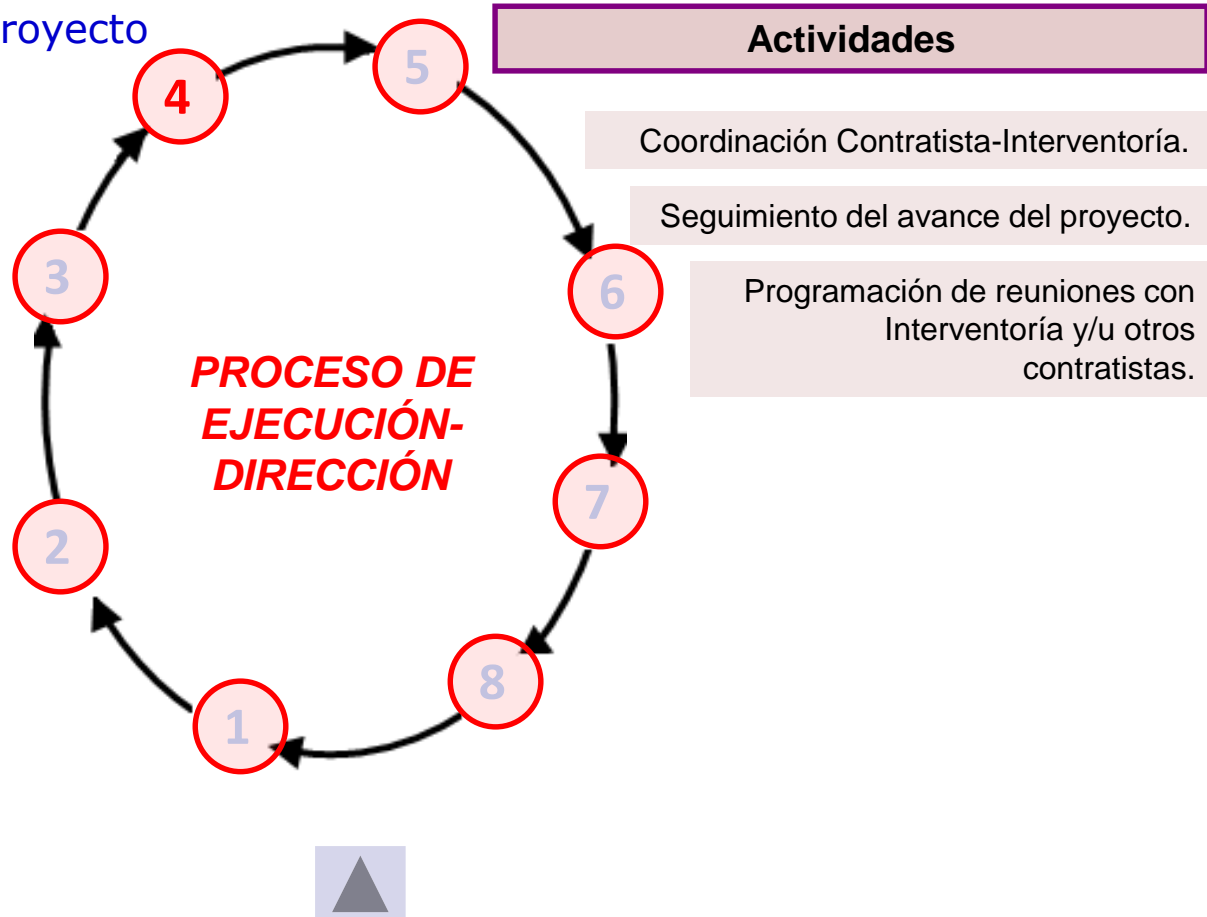 royecto
Actividades
4
5
Coordinación Contratista-Interventoría.
Seguimiento del avance del proyecto.
3
6
Programación de reuniones con
Interventoría y/u otros
contratistas.
PROCESO DE
EJECUCIÓN-
DIRECCIÓN
2
7
8
1